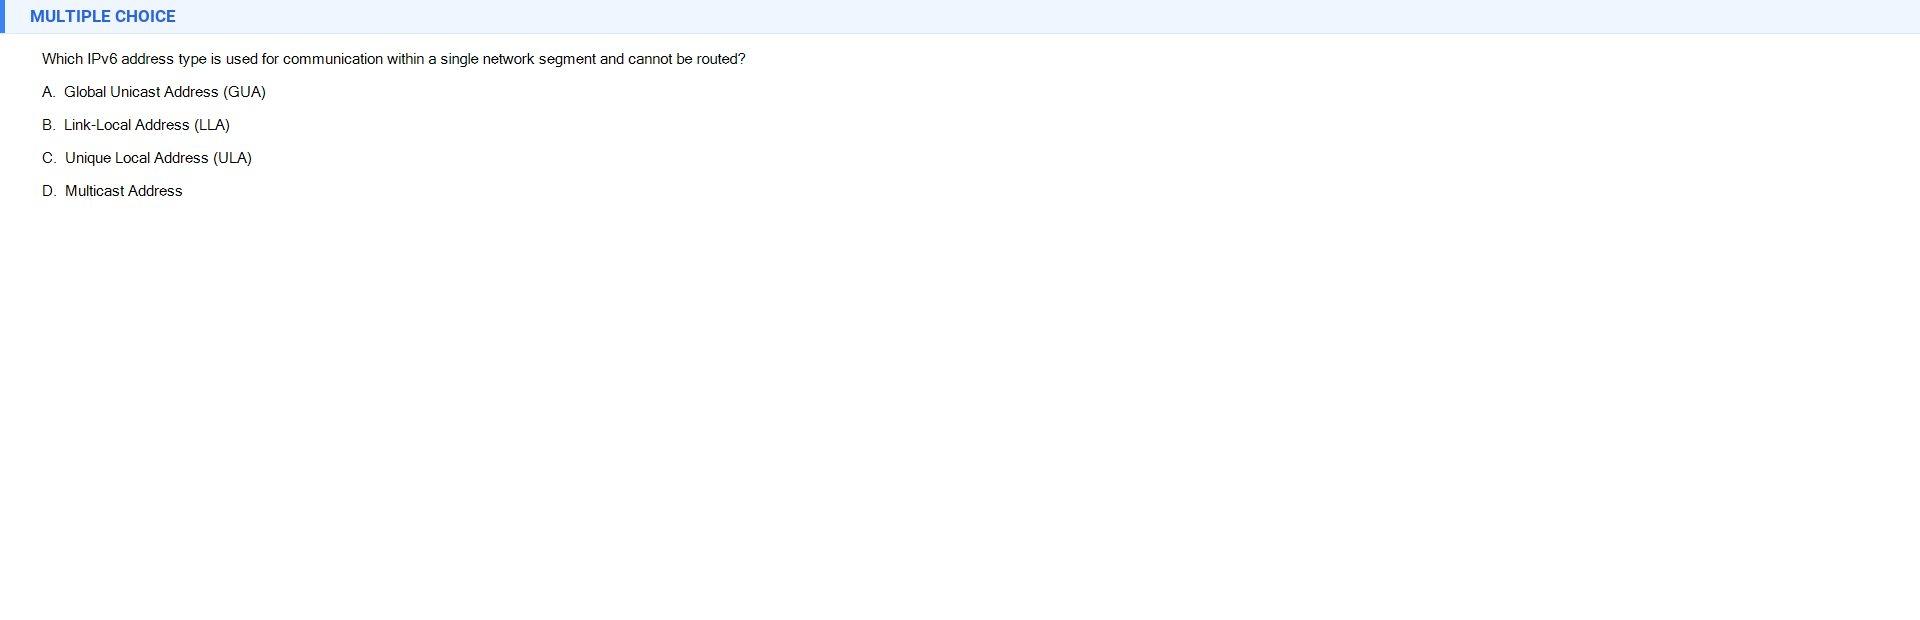 MULTIPLE CHOICE
Which IPv6 address type is used for communication within a single network segment and cannot be routed?
A. Global Unicast Address (GUA)
B. Link-Local Address (LLA)
C. Unique Local Address (ULA)
D. Multicast Address